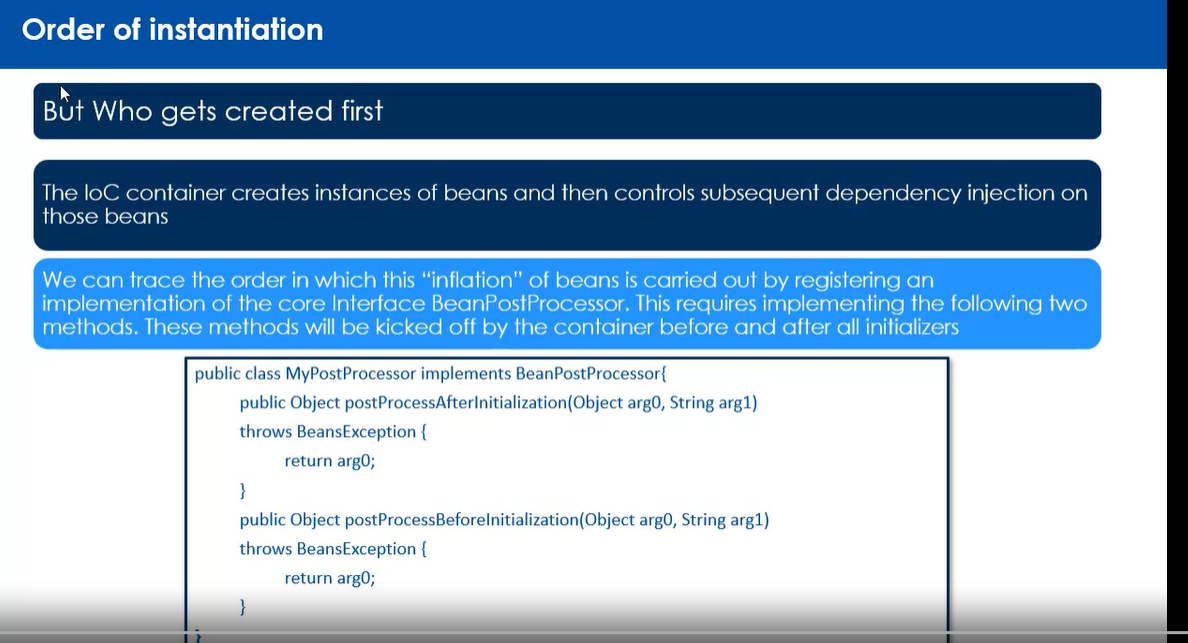 Order of instantiation
But Who gets created first
The IoC container creates instances of beans and then controls subsequent dependency injection on
those beans
We can trace the order in which this “inflation” of beans is carried out by registering an
implementation of the core Interface BeanPostProcessor. This requires implementing the following two
methods. These methods will be kicked off by the container before and after all initializers
public class MyPostProcessor implements BeanPostProcessor{
public Object postProcessAfterInitialization(Object arg0, String arg1)
throws BeansException {
return arg0;
}
public Object postProcessBeforeInitialization(Object arg0, String arg1)
throws BeansException {
return arg0;
}
}